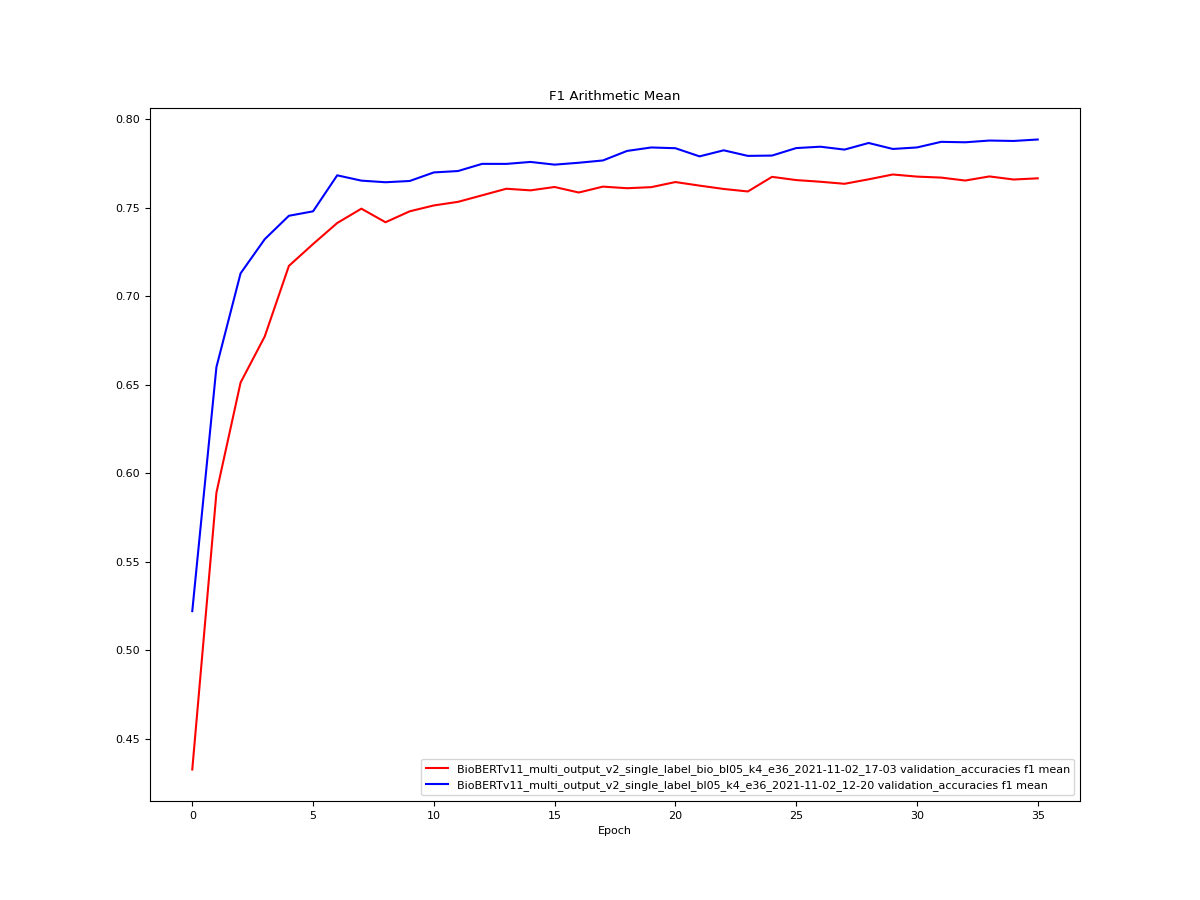 F1 Arithmetic Mean
0.80
0.75
0.70
0.65
0.60
0.55
0.50
0.45
BioBERTv11_multi_output_v2_single_label_bio_bl05_k4_e36_2021-11-02_17-03 validation_accuracies f1 mean
BioBERTv11_multi_output_v2_single_label_bl05_k4_e36_2021-11-02_12-20 validation_accuracies f1 mean
0 5 10 15 20 25 30 35
Epoch